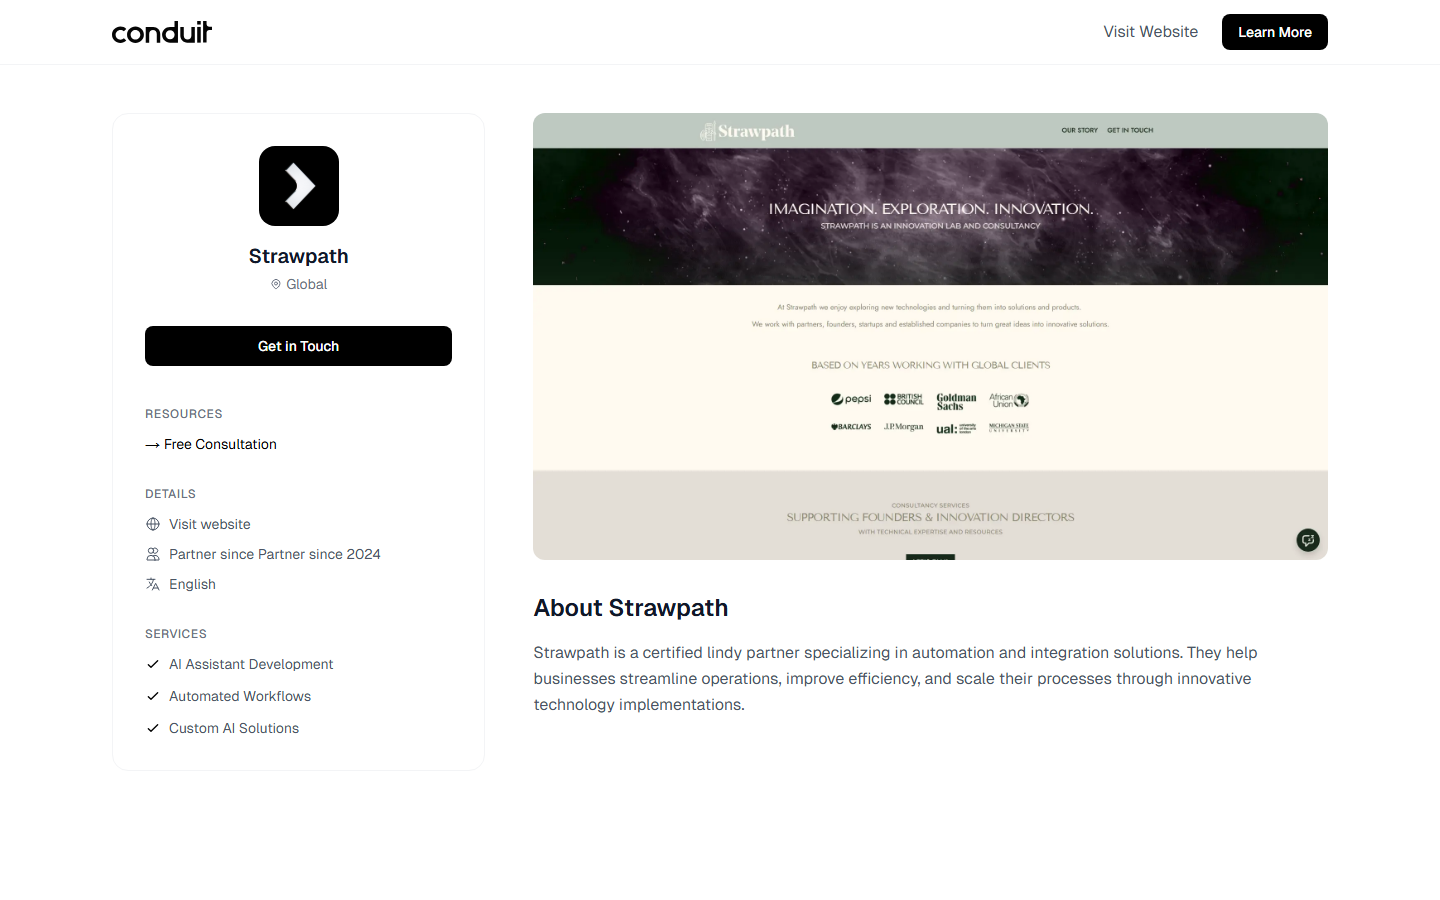 conduit
Visit Website
Learn More
Strawpath
Global
Get in Touch
RESOURCES
→ Free Consultation
DETAILS
Visit website
Partner since Partner since 2024
English
SERVICES
AI Assistant Development
Automated Workflows
Custom AI Solutions
Strawpath
OUR STORY GET IN TOUCH
IMAGINATION. EXPLORATION. INNOVATION.
STRAWPATH IS AN INNOVATION LAB AND CONSULTANCY
At Strawpath we enjoy exploring new technologies and turning them into solutions and products.
We work with partners, founders, startups and established companies to turn great ideas into innovative solutions.
BASED ON YEARS WORKING WITH GLOBAL CLIENTS
pepsi
BRITISH
COUNCIL
Goldman
Sachs
African
Union
BARCLAYS
J.P.Morgan
ual:
MICHIGAN STATE
UNIVERSITY
CONSULTANCY SERVICES
SUPPORTING FOUNDERS & INNOVATION DIRECTORS
WITH TECHNICAL EXPERTISE AND RESOURCES
About Strawpath
Strawpath is a certified lindy partner specializing in automation and integration solutions. They help
businesses streamline operations, improve efficiency, and scale their processes through innovative
technology implementations.